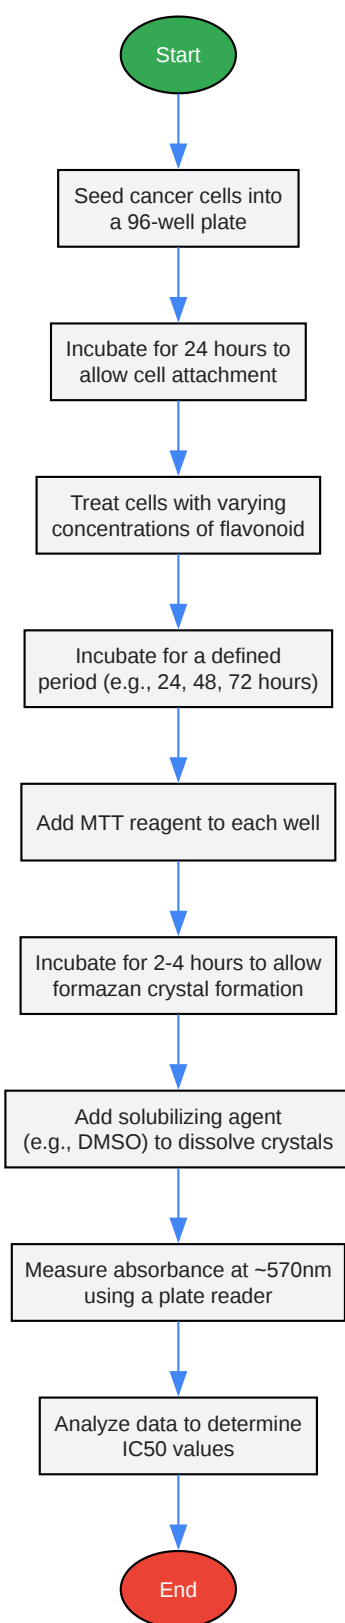 Start
Seed cancer cells into
a 96-well plate
Incubate for 24 hours to
allow cell attachment
Treat cells with varying
concentrations of flavonoid
Incubate for a defined
period (e.g., 24, 48, 72 hours)
Add MTT reagent to each well
Incubate for 2-4 hours to allow
formazan crystal formation
Add solubilizing agent
(e.g., DMSO) to dissolve crystals
Measure absorbance at ~570nm
using a plate reader
Analyze data to determine
IC50 values
End